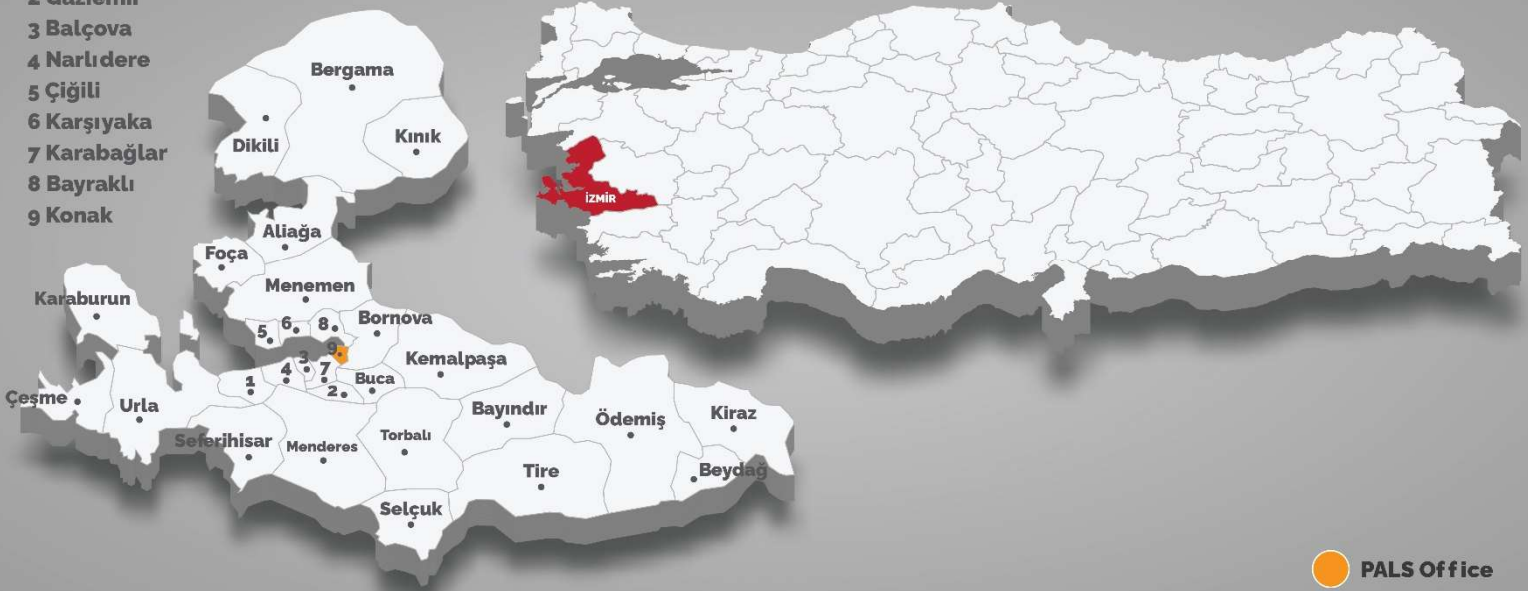 2 Gaziemir
3 Balçova
4 Narlıdere
5 Çiğili
6 Karşıyaka
7 Karabağlar
8 Bayraklı
9 Konak
Bergama
Dikili
Kınık
İZMİR
Aliağa
Foça
Menemen
Karaburun
5
6
8
Bornova
9
3
Kemalpaşa
1
4
7
2
Buca
Çeşme
Urla
Bayındır
Ödemiş
Kiraz
Seferihisar
Menderes
Torbalı
Tire
Beydağ
Selçuk
PALS Office